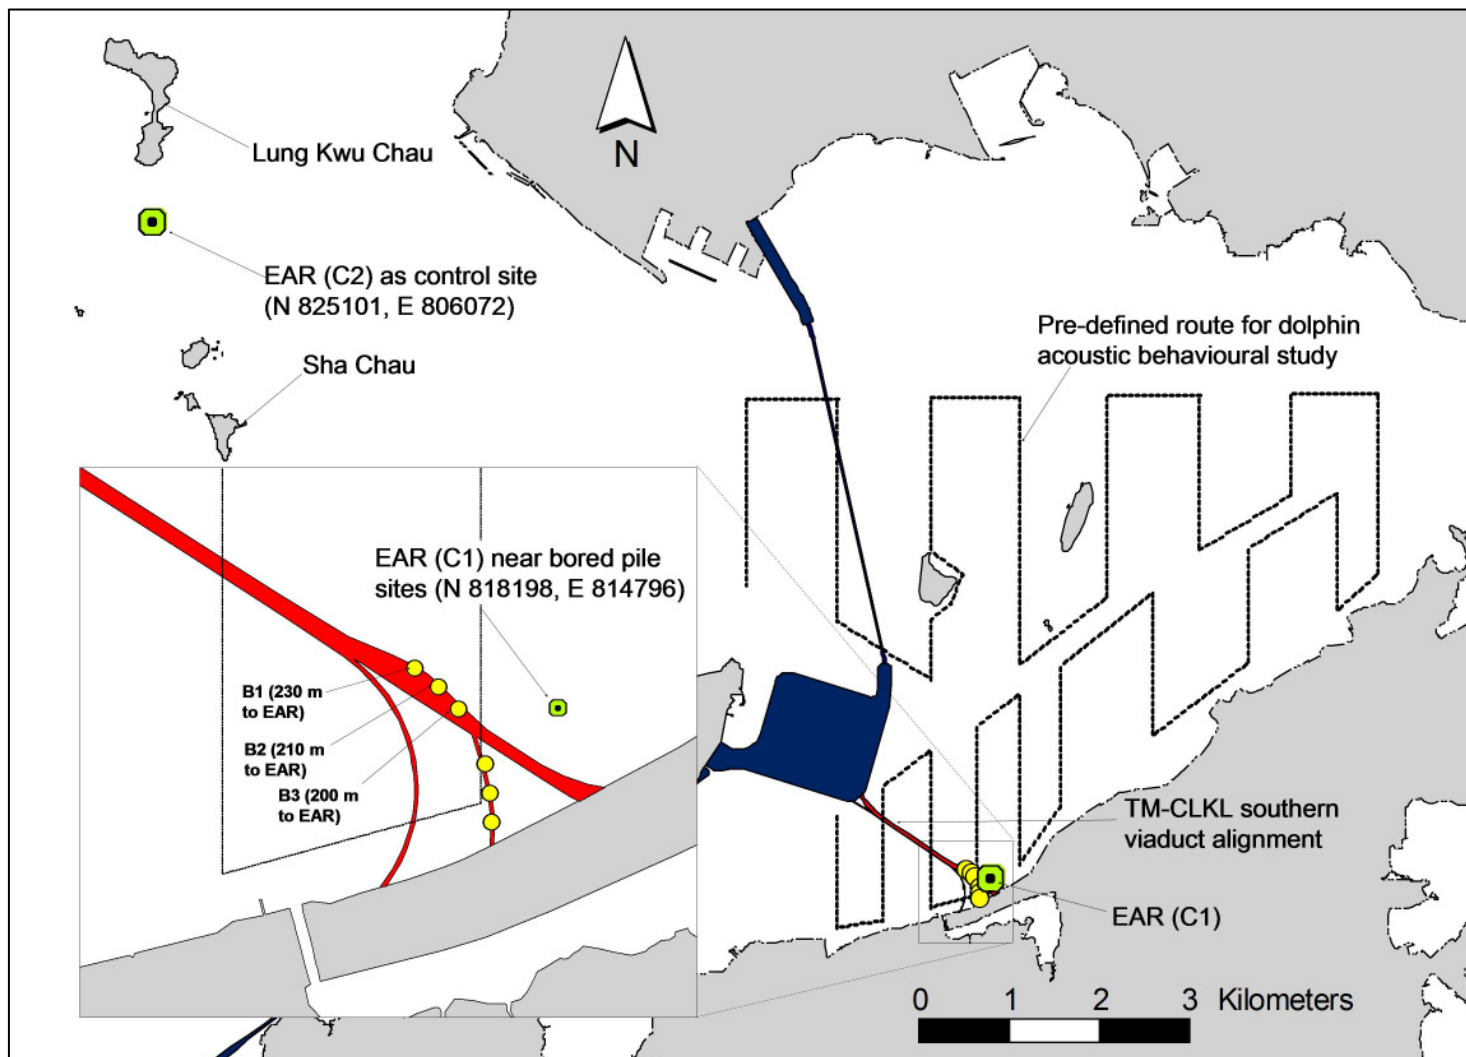 N
Lung Kwu Chau
EAR (C2) as control site
(N 825101, E 806072)
Sha Chau
Pre-defined route for dolphin
acoustic behavioural study
EAR (C1) near bored pile
sites (N 818198, E 814796)
B1 (230 m
to EAR)
B2 (210 m
to EAR)
B3 (200 m
to EAR)
TM-CLKL southern
viaduct alignment
EAR (C1)
0 1 2 3 Kilometers